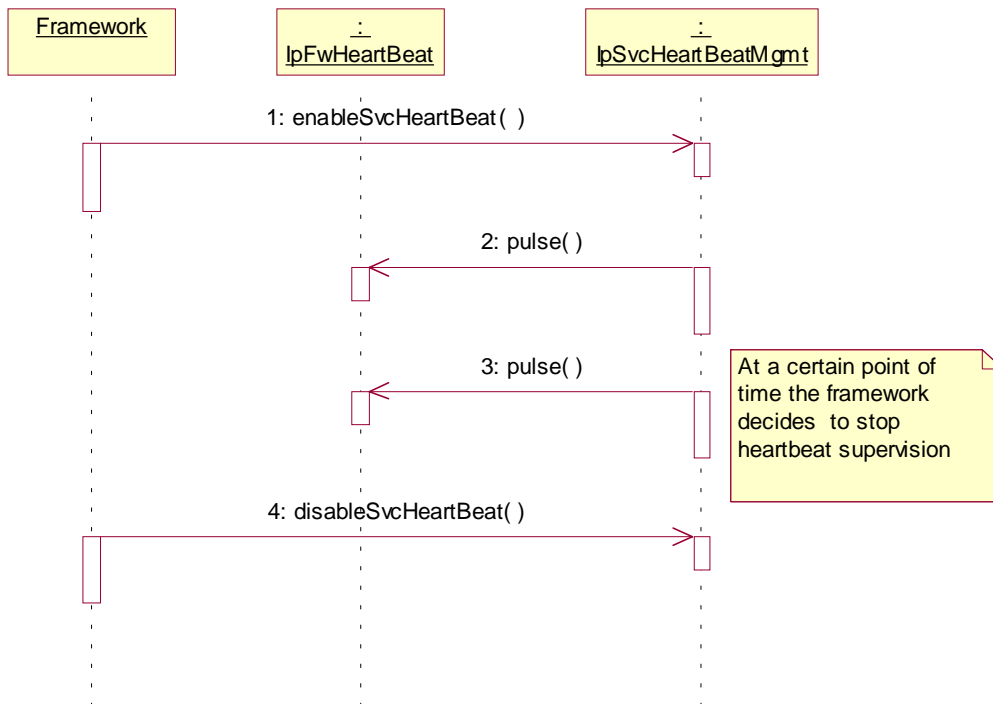 Framework
:
IpFwHeartBeat
:
IpSvcHeartBeatMgmt
1: enableSvcHeartBeat( )
2: pulse( )
3: pulse( )
At a certain point of
time the framework
decides to stop
heartbeat supervision
4: disableSvcHeartBeat( )